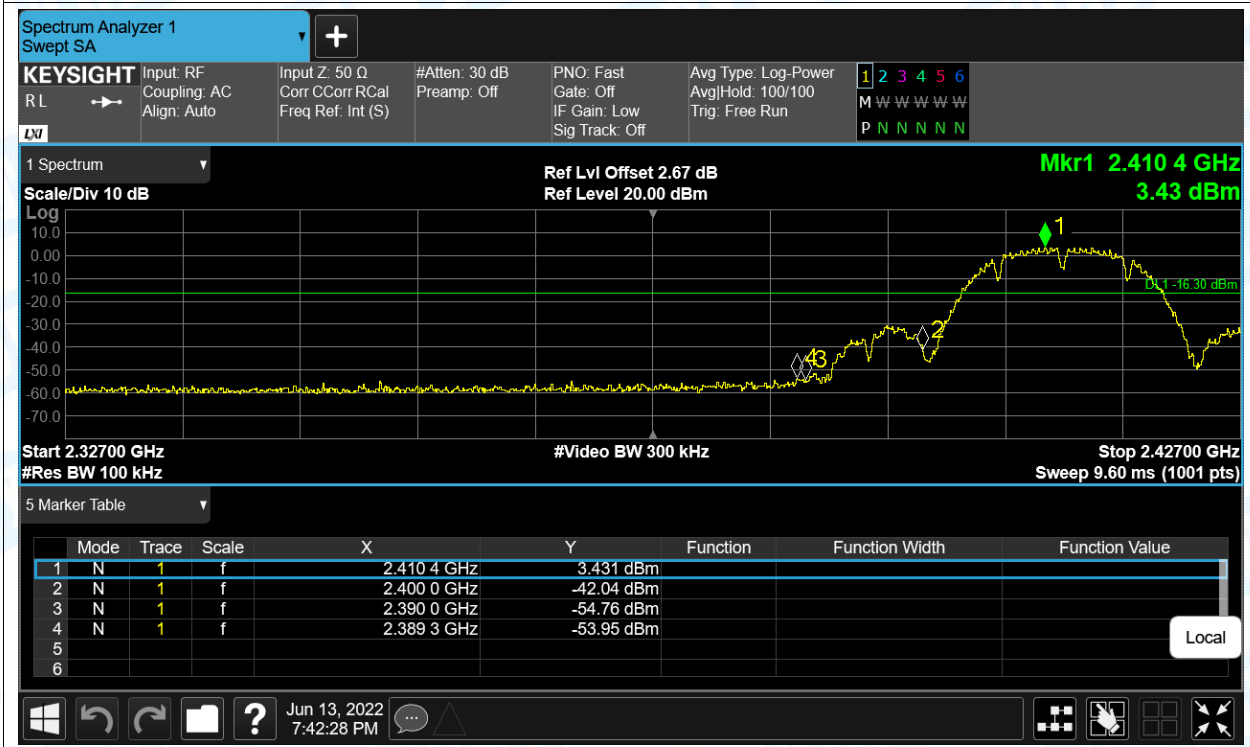 Spectrum Analyzer 1
Swept SA
KEYSIGHT
R L
LXI
Input: RF
Coupling: AC
Align: Auto
Input Z: 50 Ω
Corr CCorr RCal
Freq Ref: Int (S)
#Atten: 30 dB
Preamp: Off
PNO: Fast
Gate: Off
IF Gain: Low
Sig Track: Off
Avg Type: Log-Power
Avg|Hold: 100/100
Trig: Free Run
1 2 3 4 5 6
M W W W W W
P N N N N N
1 Spectrum
Scale/Div 10 dB
Ref Lvl Offset 2.67 dB
Ref Level 20.00 dBm
Mkr1 2.410 4 GHz
3.43 dBm
Log
10.0
0.00
-10.0
-20.0
-30.0
-40.0
-50.0
-60.0
-70.0
1
DL1 -16.30 dBm
2
43
Start 2.32700 GHz
#Res BW 100 kHz
#Video BW 300 kHz
Stop 2.42700 GHz
Sweep 9.60 ms (1001 pts)
5 Marker Table
Mode Trace Scale X Y Function Function Width Function Value
1 N 1 f 2.410 4 GHz 3.431 dBm
2 N 1 f 2.400 0 GHz -42.04 dBm
3 N 1 f 2.390 0 GHz -54.76 dBm
4 N 1 f 2.389 3 GHz -53.95 dBm
5
6
Local
?
Jun 13, 2022
7:42:28 PM